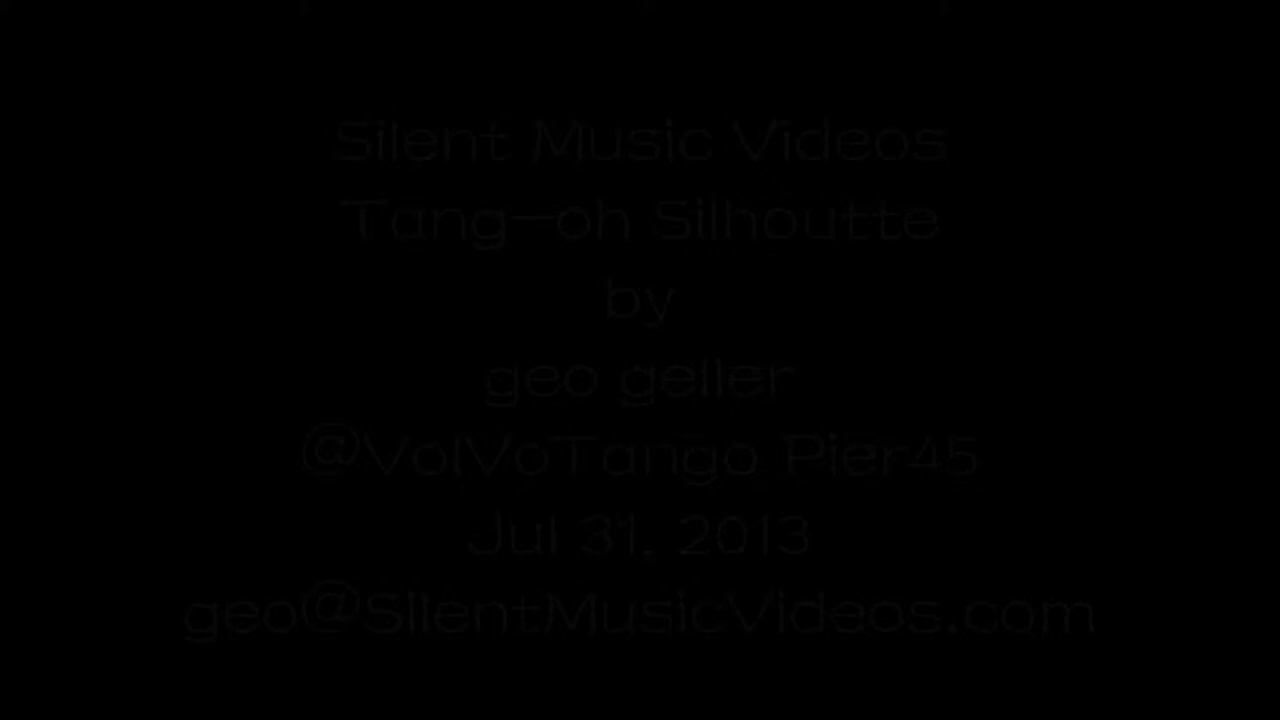 Silent Music Videos
Tang-oh Silhoutte
by
geo geller
@VolVoTango Pier45
Jul 31, 2013
geo@SilentMusicVideos.com